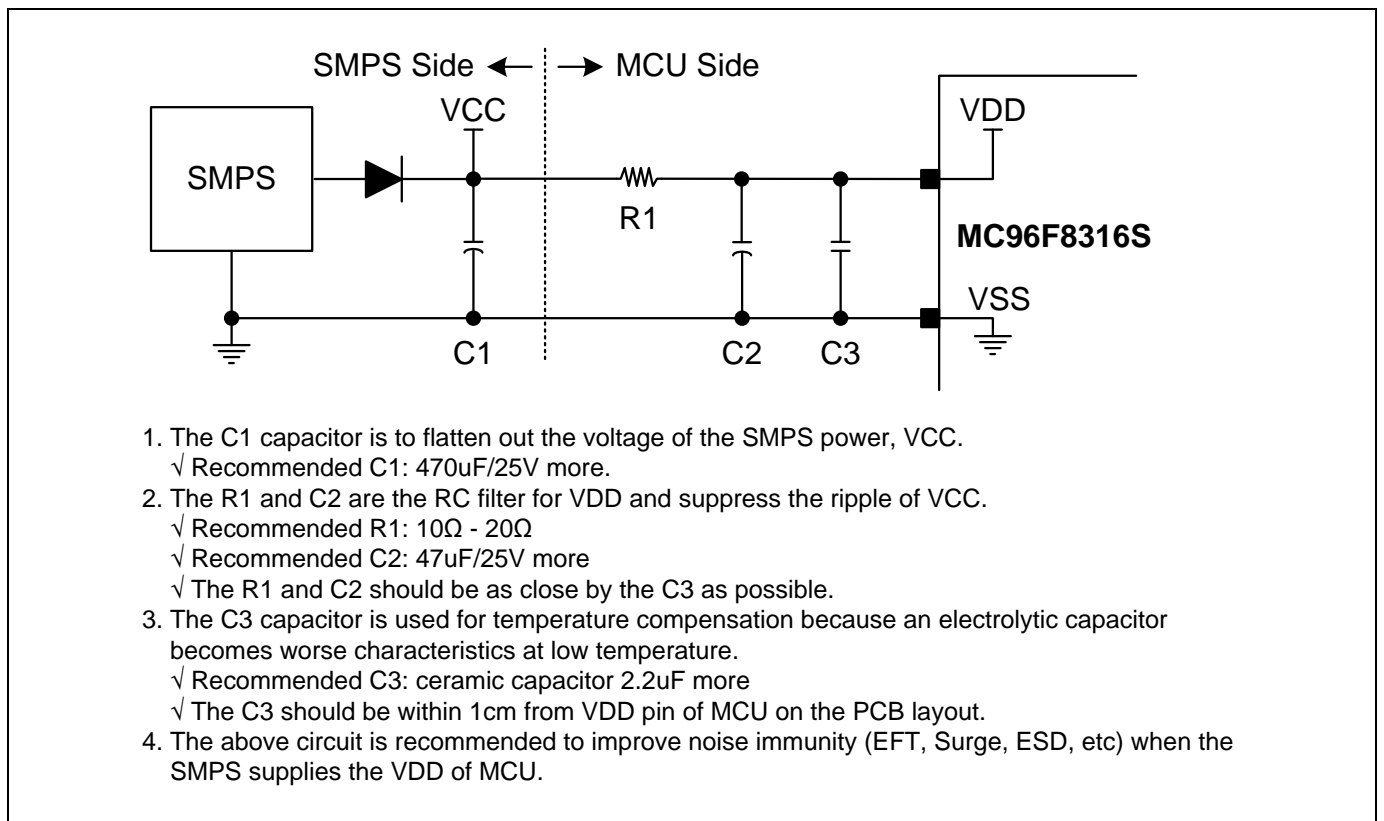 SMPS Side MCU Side
VCC VDD
SMPS
R1
MC96F8316S
VSS
C1 C2 C3
1. The C1 capacitor is to flatten out the voltage of the SMPS power, VCC.
√ Recommended C1: 470uF/25V more.
2. The R1 and C2 are the RC filter for VDD and suppress the ripple of VCC.
√ Recommended R1: 10Ω - 20Ω
√ Recommended C2: 47uF/25V more
√ The R1 and C2 should be as close by the C3 as possible.
3. The C3 capacitor is used for temperature compensation because an electrolytic capacitor
becomes worse characteristics at low temperature.
√ Recommended C3: ceramic capacitor 2.2uF more
√ The C3 should be within 1cm from VDD pin of MCU on the PCB layout.
4. The above circuit is recommended to improve noise immunity (EFT, Surge, ESD, etc) when the
SMPS supplies the VDD of MCU.